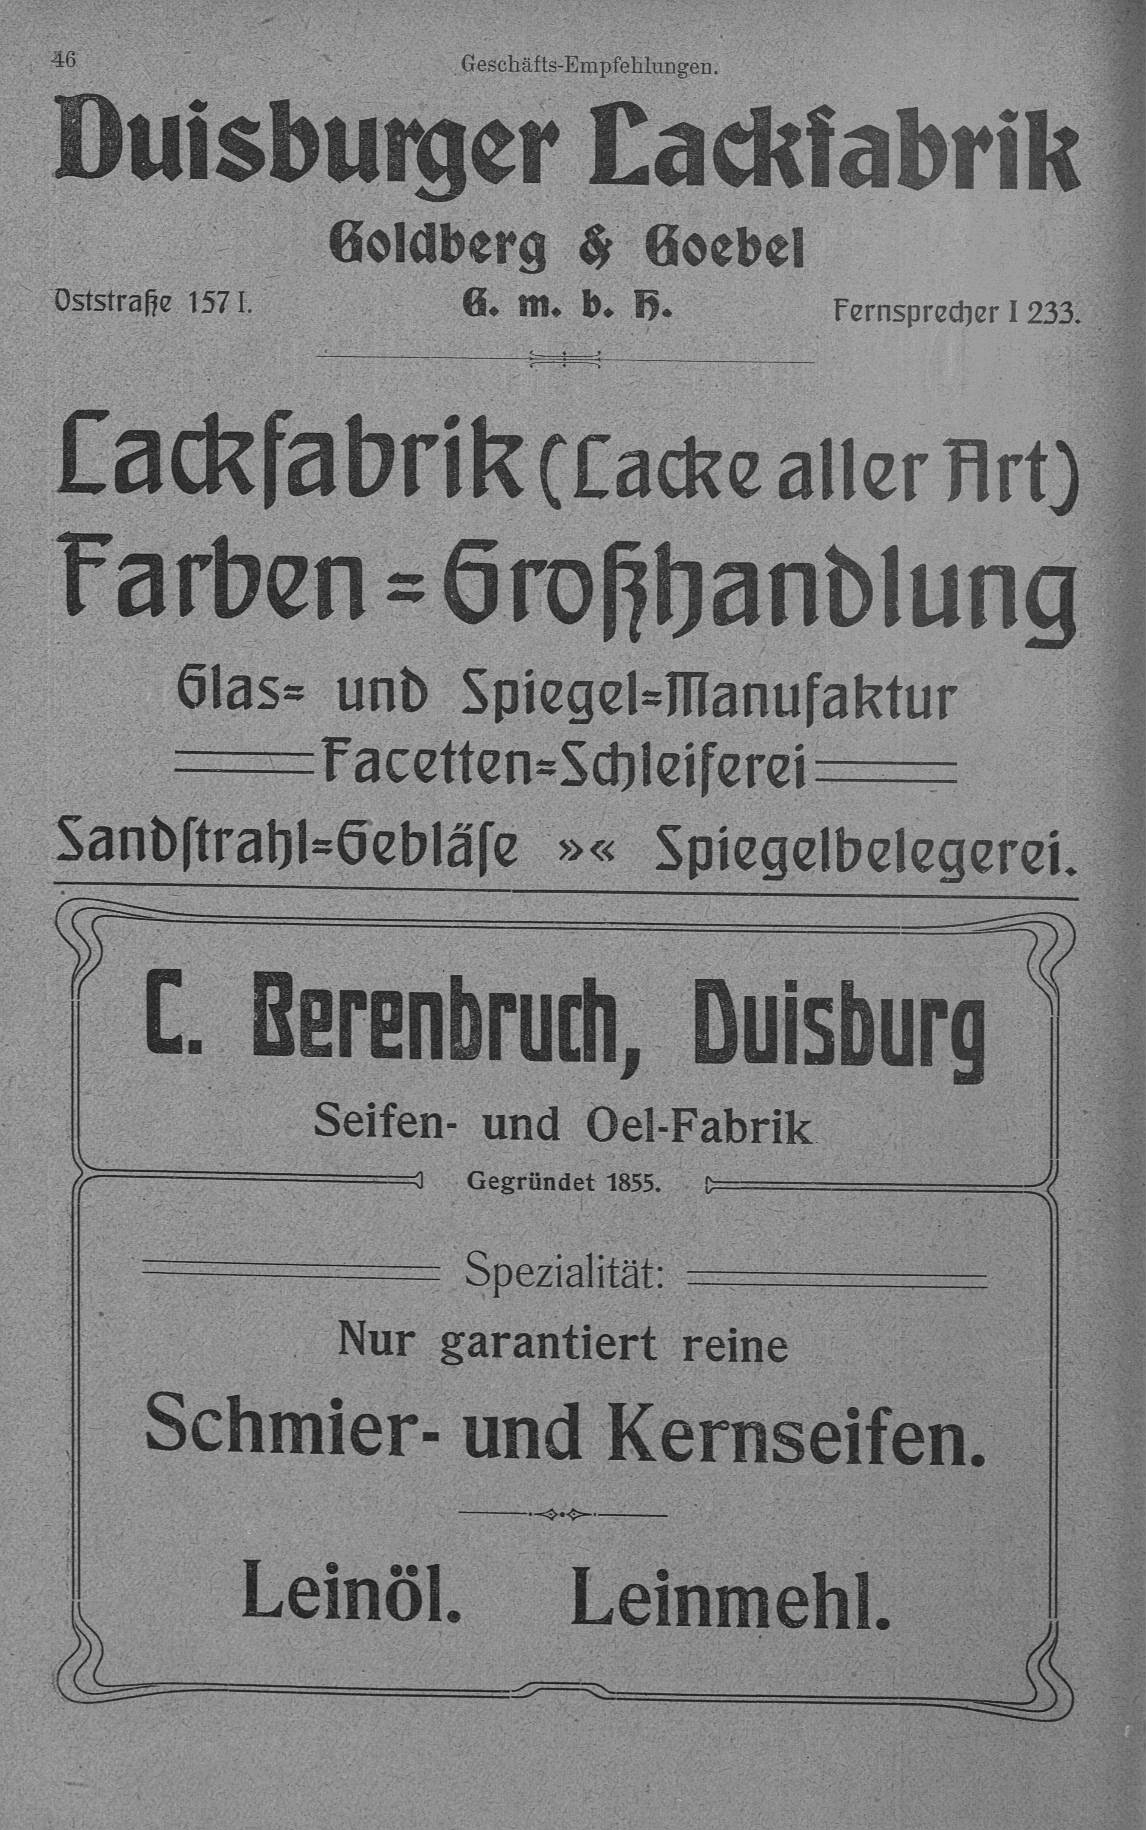 46
Geschäfts-Empfehlungen.
Duisburger Lackfabrik
Goldberg & Goebel
Oststraße 157 I. G. m. b. H. Fernsprecher I 233.
Lackfabrik (Lacke aller Art)
Farben=Großhandlung
Glas= und Spiegel=Manufaktur
Facetten=Schleiferei
Sandſtrahl=Gebläſe »« Spiegelbelegerei.
C. Berenbruch, Duisburg
Seifen- und Oel-Fabrik
Gegründet 1855.
Spezialität:
Nur garantiert reine
Schmier- und Kernseifen.
Leinöl. Leinmehl.